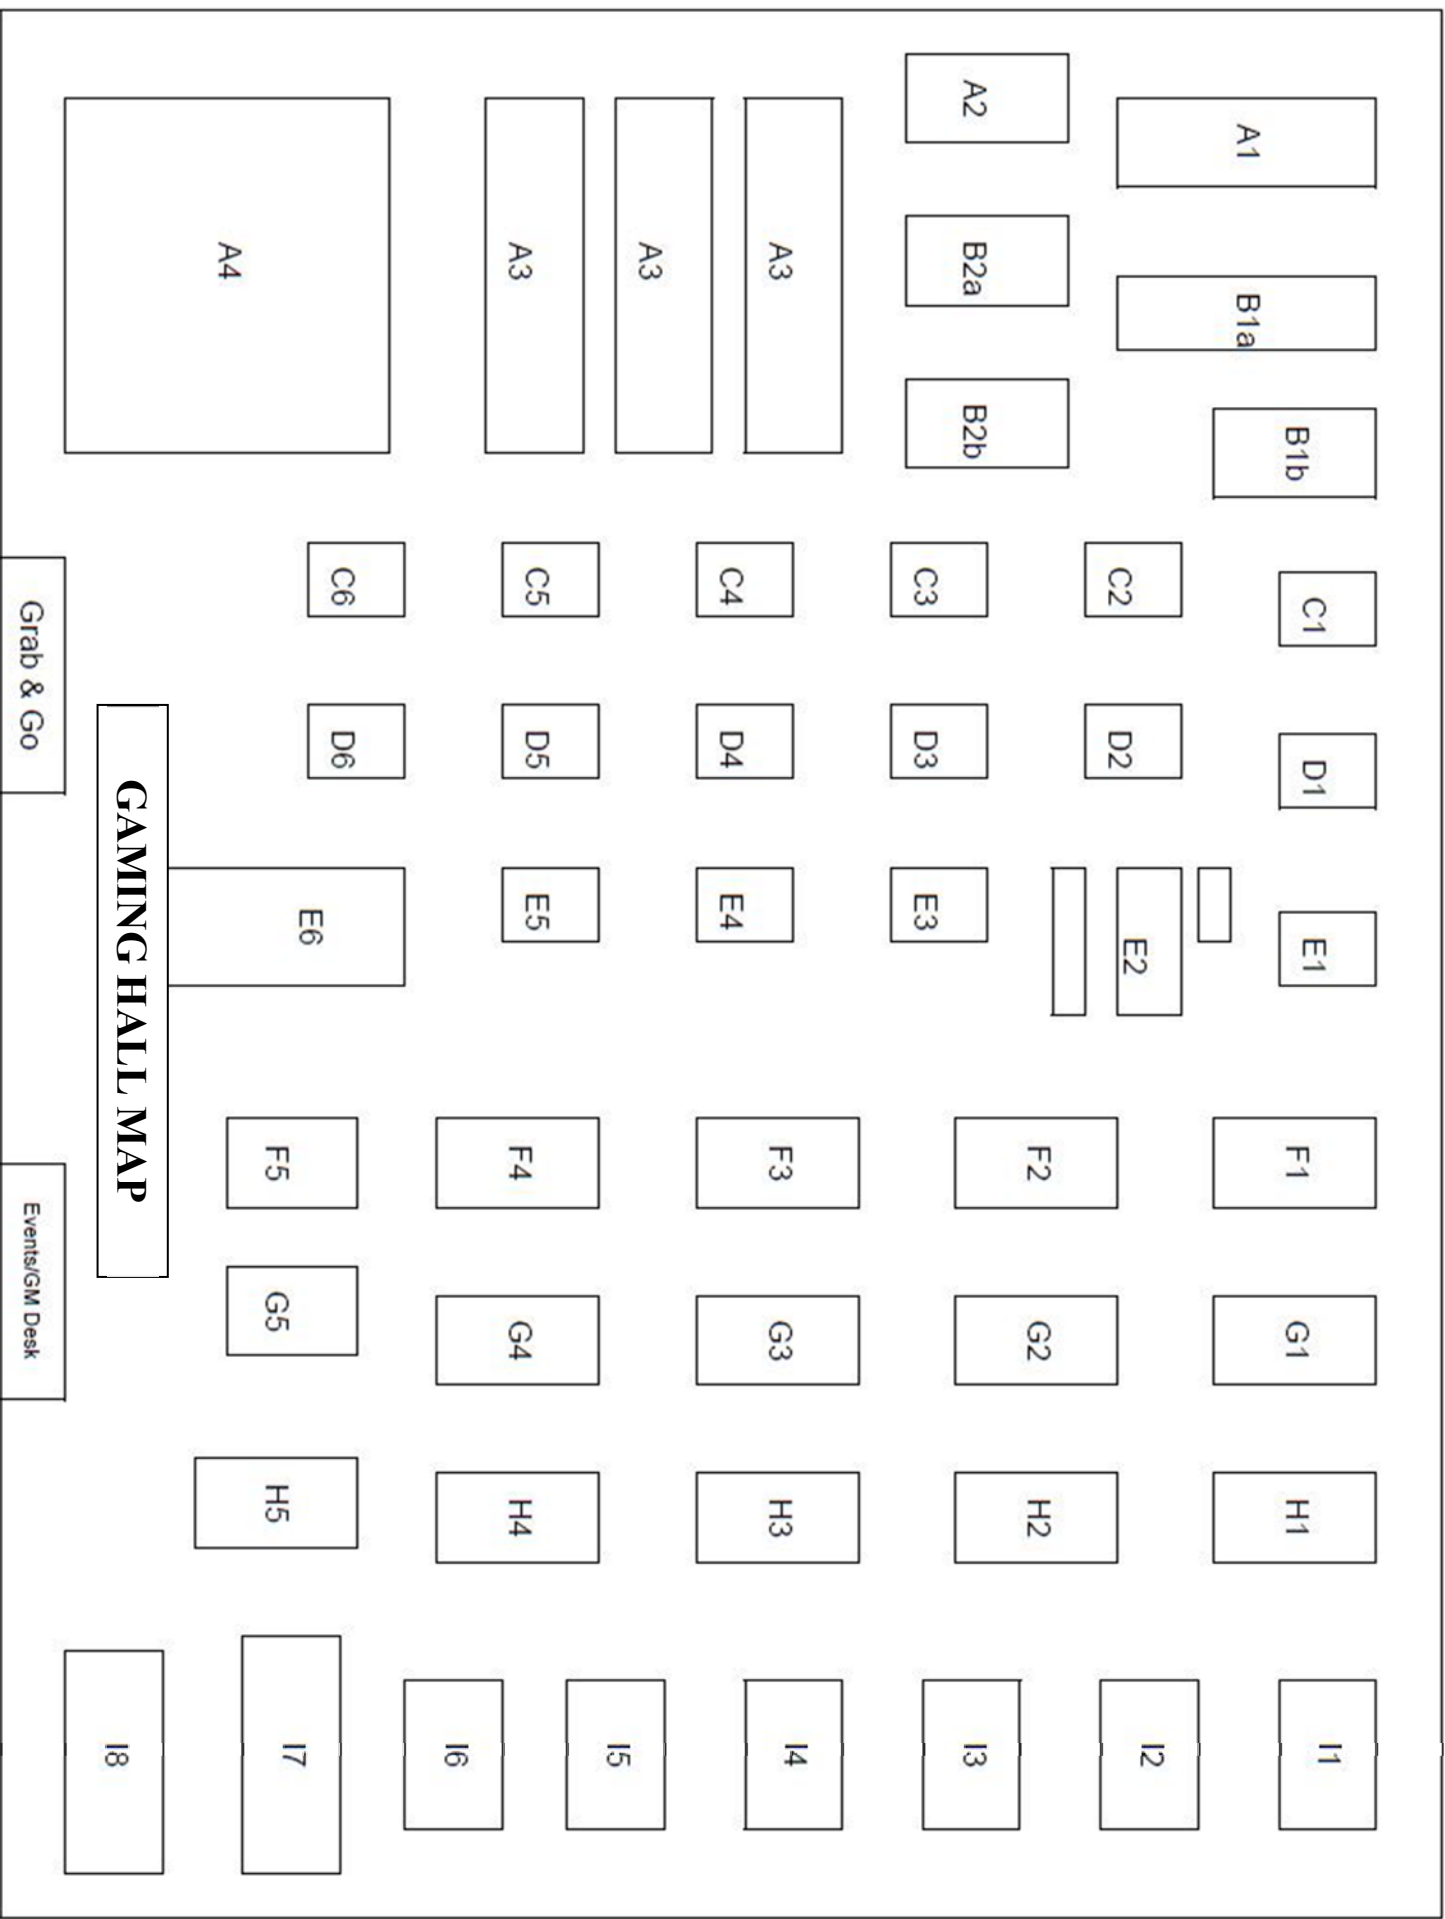 A1
B1a
B1b
C1
D1
E1
F1
G1
H1
I1
A2
B2a
B2b
C2
D2
E2
F2
G2
H2
I2
A3
C3
D3
E3
F3
G3
H3
I3
A3
C4
D4
E4
I4
A3
C5
D5
E5
F4
G4
H4
I5
A4
C6
D6
E6
F5
G5
H5
I6
I7
GAMING HALL MAP
I8
Grab & Go
Events/GM Desk